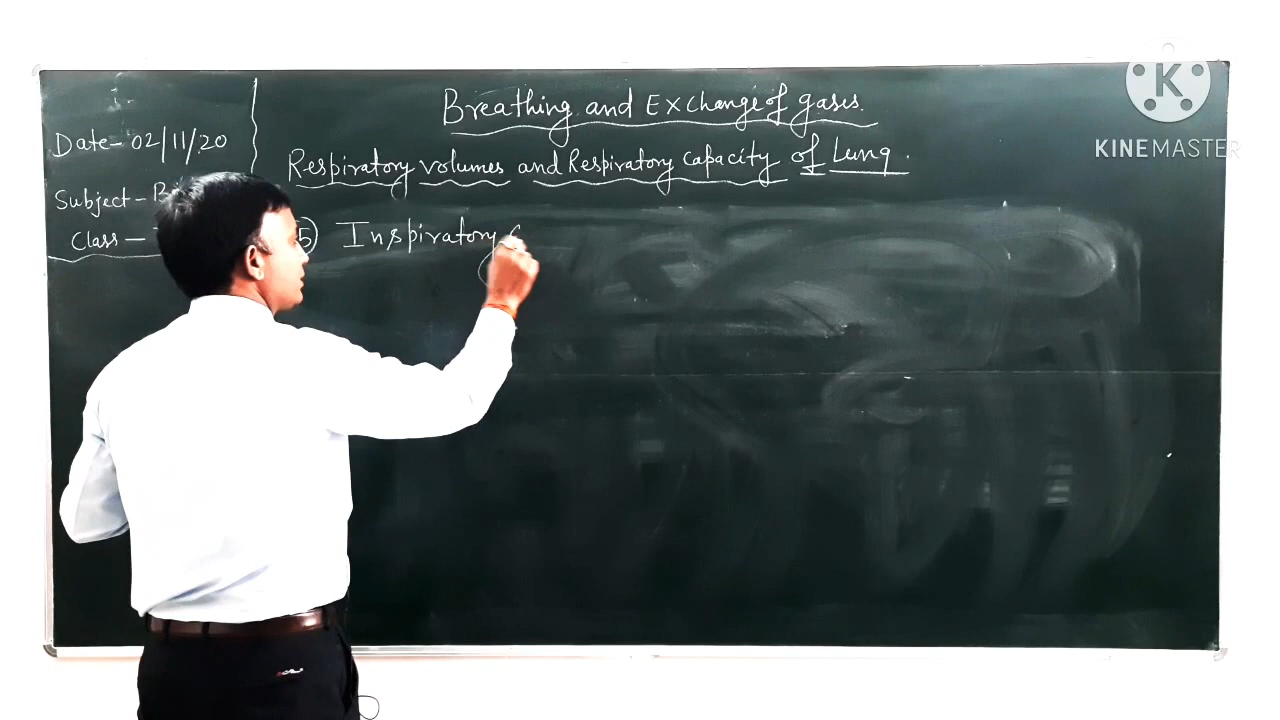 Breathing and Exchange of gases.
Date- 02/11/20
Respiratory volumes and Respiratory capacity of Lung.
Subject- Bi
Class -
5) Inspiratory
K
KINEMASTER